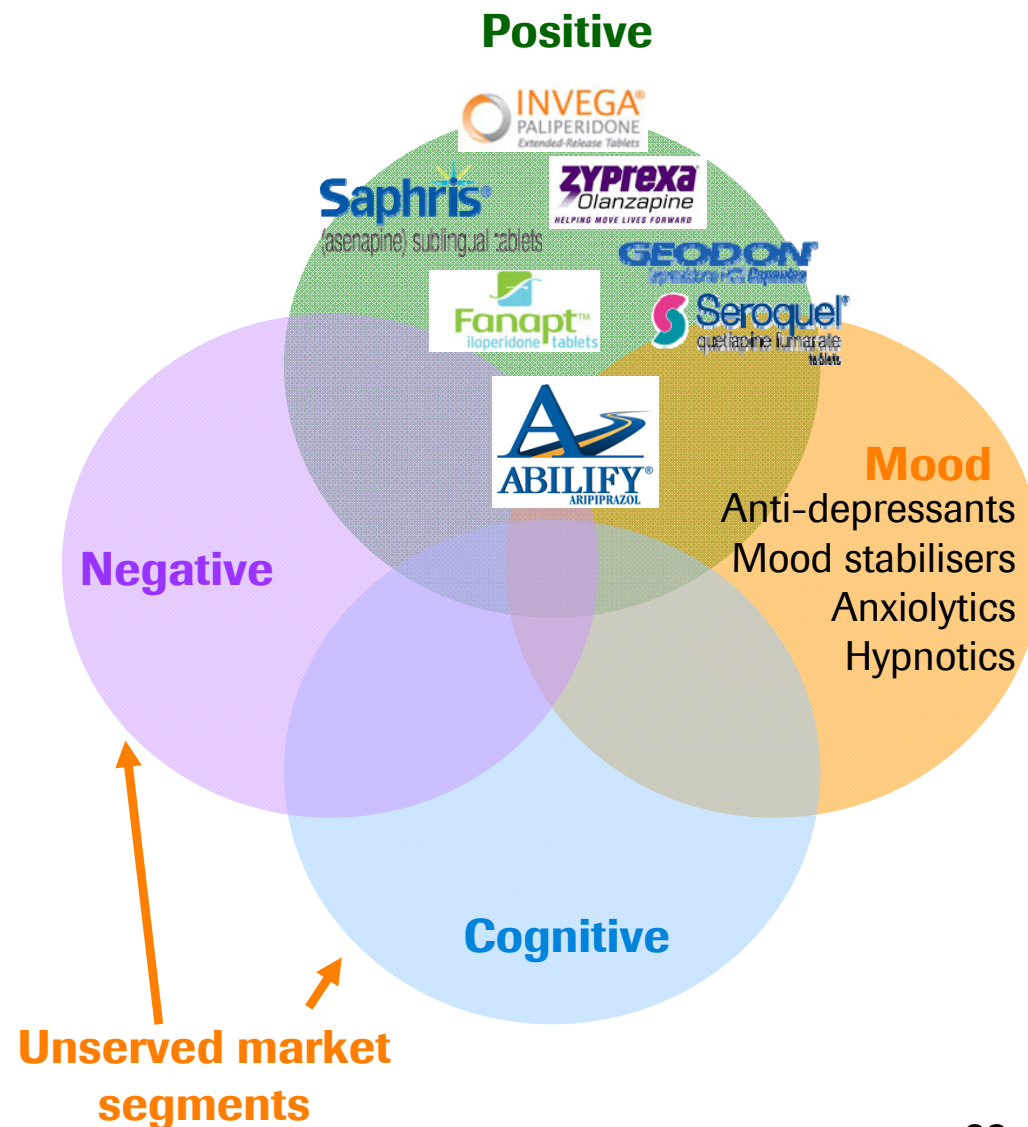 Positive
INVEGA®
PALIPERIDONE
Extended-Release Tablets
Saphris®
(asenapine) sublingual tablets
zyprexa
Olanzapine
HELPING MOVE LIVES FORWARD
GEODON®
Fanapt™
iloperidone tablets
Seroquel®
quetiapine fumarate
tablets
A
ABILIFY®
ARIPIPRAZOL
Mood
Anti-depressants
Mood stabilisers
Anxiolytics
Hypnotics
Negative
Cognitive
Unserved market
segments